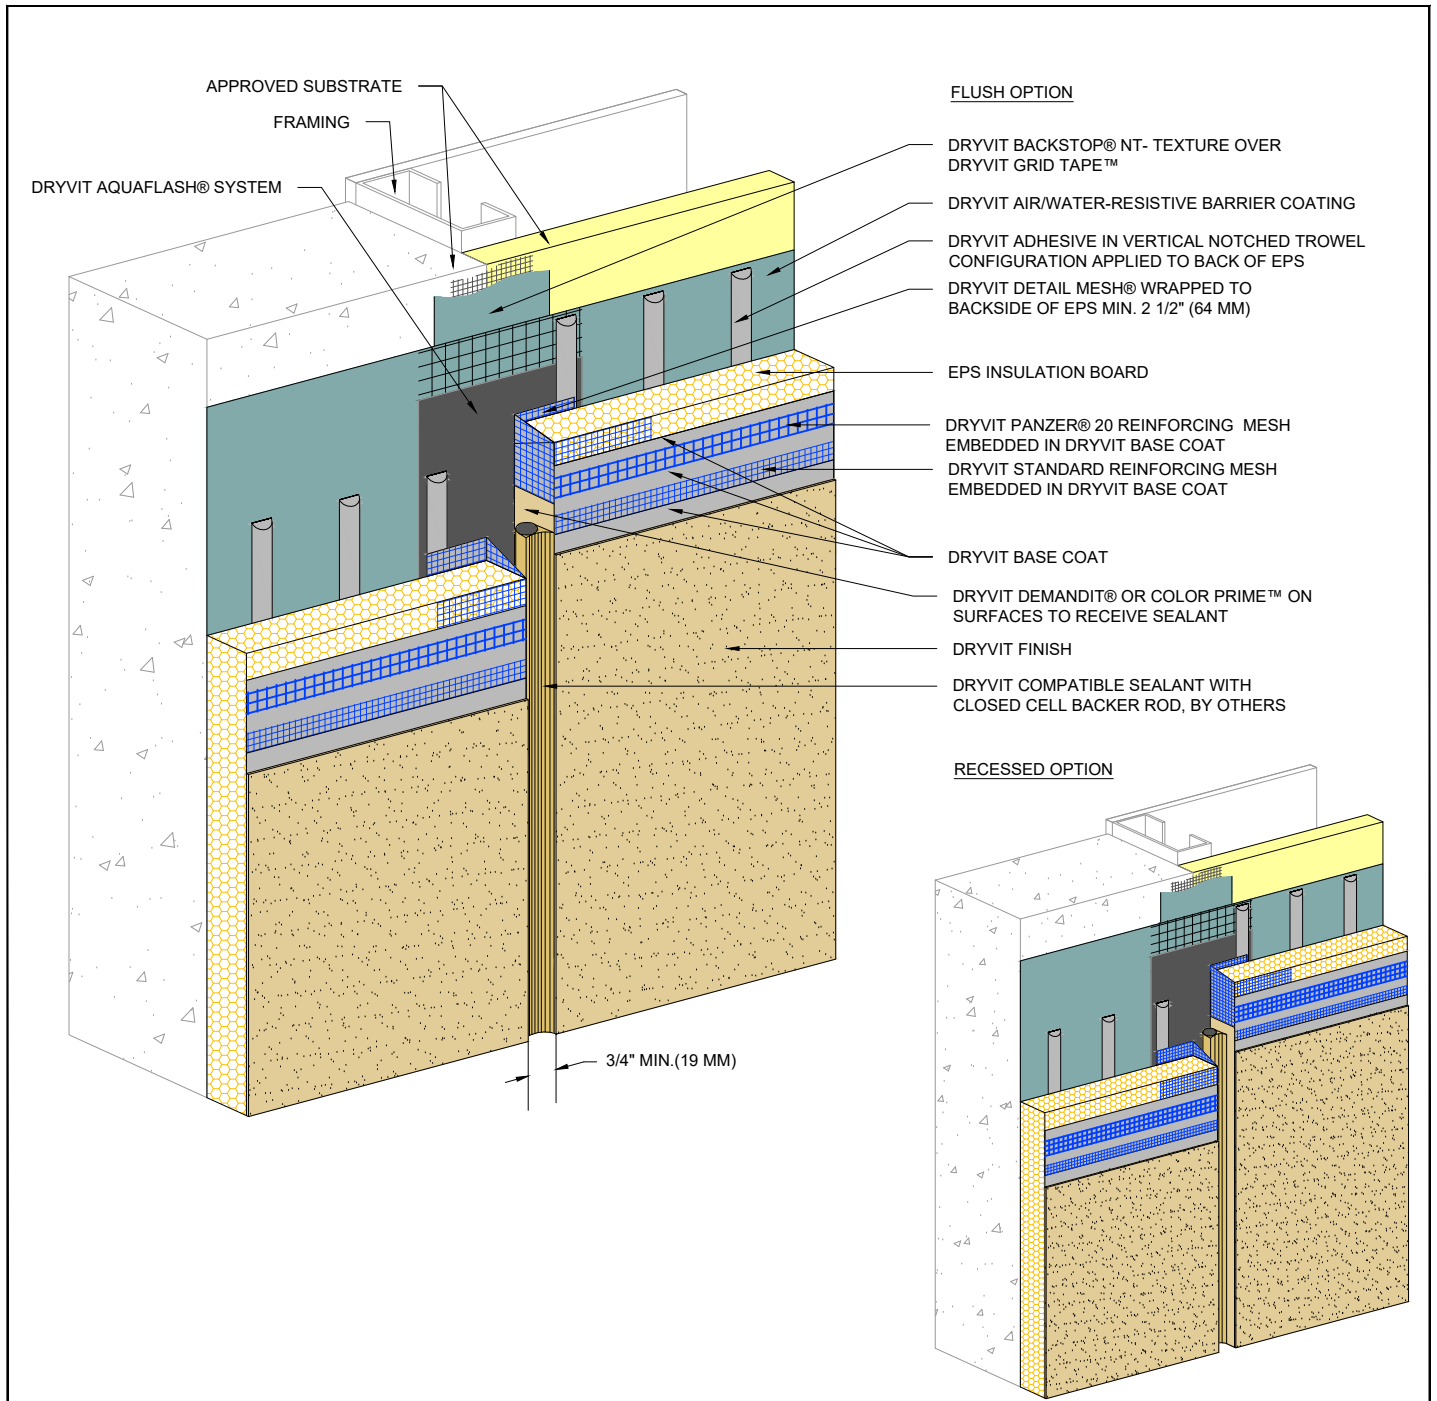 APPROVED SUBSTRATE
FRAMING
DRYVIT AQUAFLASH® SYSTEM
FLUSH OPTION
DRYVIT BACKSTOP® NT- TEXTURE OVER
DRYVIT GRID TAPE™
DRYVIT AIR/WATER-RESISTIVE BARRIER COATING
DRYVIT ADHESIVE IN VERTICAL NOTCHED TROWEL
CONFIGURATION APPLIED TO BACK OF EPS
DRYVIT DETAIL MESH® WRAPPED TO
BACKSIDE OF EPS MIN. 2 1/2" (64 MM)
EPS INSULATION BOARD
DRYVIT PANZER® 20 REINFORCING MESH
EMBEDDED IN DRYVIT BASE COAT
DRYVIT STANDARD REINFORCING MESH
EMBEDDED IN DRYVIT BASE COAT
DRYVIT BASE COAT
DRYVIT DEMANDIT® OR COLOR PRIME™ ON
SURFACES TO RECEIVE SEALANT
DRYVIT FINISH
DRYVIT COMPATIBLE SEALANT WITH
CLOSED CELL BACKER ROD, BY OTHERS
RECESSED OPTION
3/4" MIN.(19 MM)